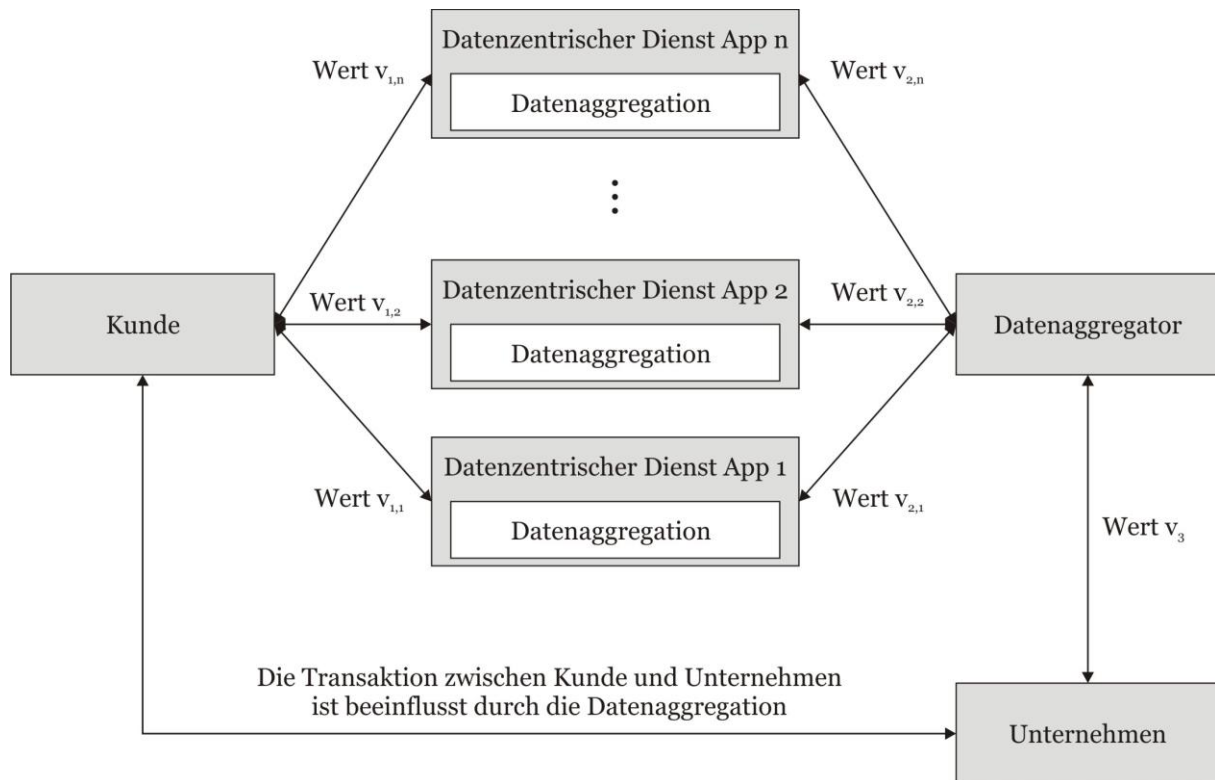 Datenzentrischer Dienst App n
Wert v₁,ₙ
Wert v₂,ₙ
Datenaggregation
Datenzentrischer Dienst App 2
Wert v₁,₂
Wert v₂,₂
Kunde
Datenaggregation
Datenaggregator
Datenzentrischer Dienst App 1
Wert v₁,₁
Wert v₂,₁
Datenaggregation
Wert v₃
Die Transaktion zwischen Kunde und Unternehmen
ist beeinflusst durch die Datenaggregation
Unternehmen